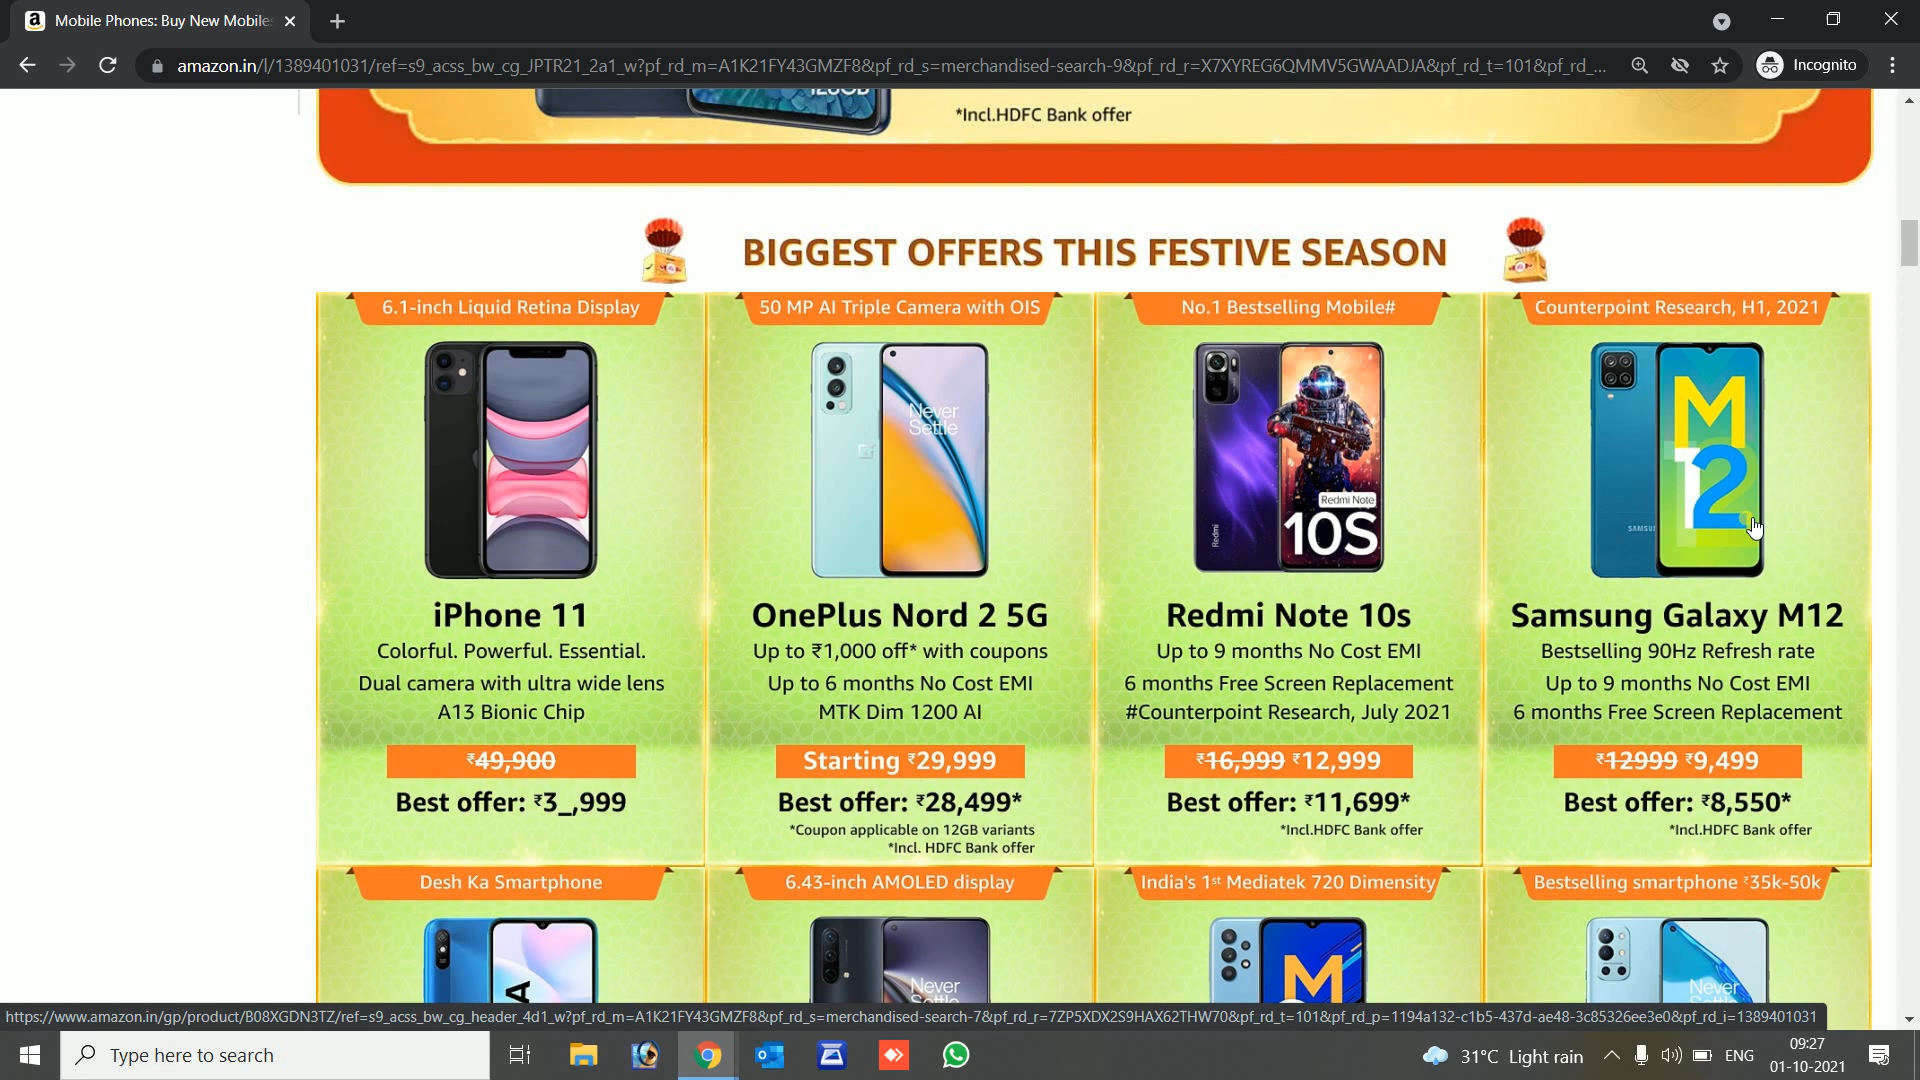 Mobile Phones: Buy New Mobiles
amazon.in/l/1389401031/ref=s9_acss_bw_cg_JPTR21_2a1_w?pf_rd_m=A1K21FY43GMZF8&pf_rd_s=merchandised-search-9&pf_rd_r=X7XYREG6QMMV5GWAADJA&pf_rd_t=101&pf_rd_...
Incognito
128GB
*Incl.HDFC Bank offer
BIGGEST OFFERS THIS FESTIVE SEASON
6.1-inch Liquid Retina Display
50 MP AI Triple Camera with OIS
No.1 Bestselling Mobile#
Counterpoint Research, H1, 2021
Never
Settle
Redmi
Redmi Note
10S
SAMSU
M
12
iPhone 11
Colorful. Powerful. Essential.
Dual camera with ultra wide lens
A13 Bionic Chip
₹49,900
Best offer: ₹3_,999
OnePlus Nord 2 5G
Up to ₹1,000 off* with coupons
Up to 6 months No Cost EMI
MTK Dim 1200 AI
Starting ₹29,999
Best offer: ₹28,499*
*Coupon applicable on 12GB variants
*Incl. HDFC Bank offer
Redmi Note 10s
Up to 9 months No Cost EMI
6 months Free Screen Replacement
#Counterpoint Research, July 2021
₹16,999 ₹12,999
Best offer: ₹11,699*
*Incl.HDFC Bank offer
Samsung Galaxy M12
Bestselling 90Hz Refresh rate
Up to 9 months No Cost EMI
6 months Free Screen Replacement
₹12999 ₹9,499
Best offer: ₹8,550*
*Incl.HDFC Bank offer
Desh Ka Smartphone
6.43-inch AMOLED display
India's 1st Mediatek 720 Dimensity
Bestselling smartphone ₹35k-50k
A
Never
Settle
M
Never
https://www.amazon.in/gp/product/B08XGDN3TZ/ref=s9_acss_bw_cg_header_4d1_w?pf_rd_m=A1K21FY43GMZF8&pf_rd_s=merchandised-search-7&pf_rd_r=7ZP5XDX2S9HAX62THW70&pf_rd_t=101&pf_rd_p=1194a132-c1b5-437d-ae48-3c85326ee3e0&pf_rd_i=1389401031
Type here to search
31°C Light rain
ENG
09:27
01-10-2021